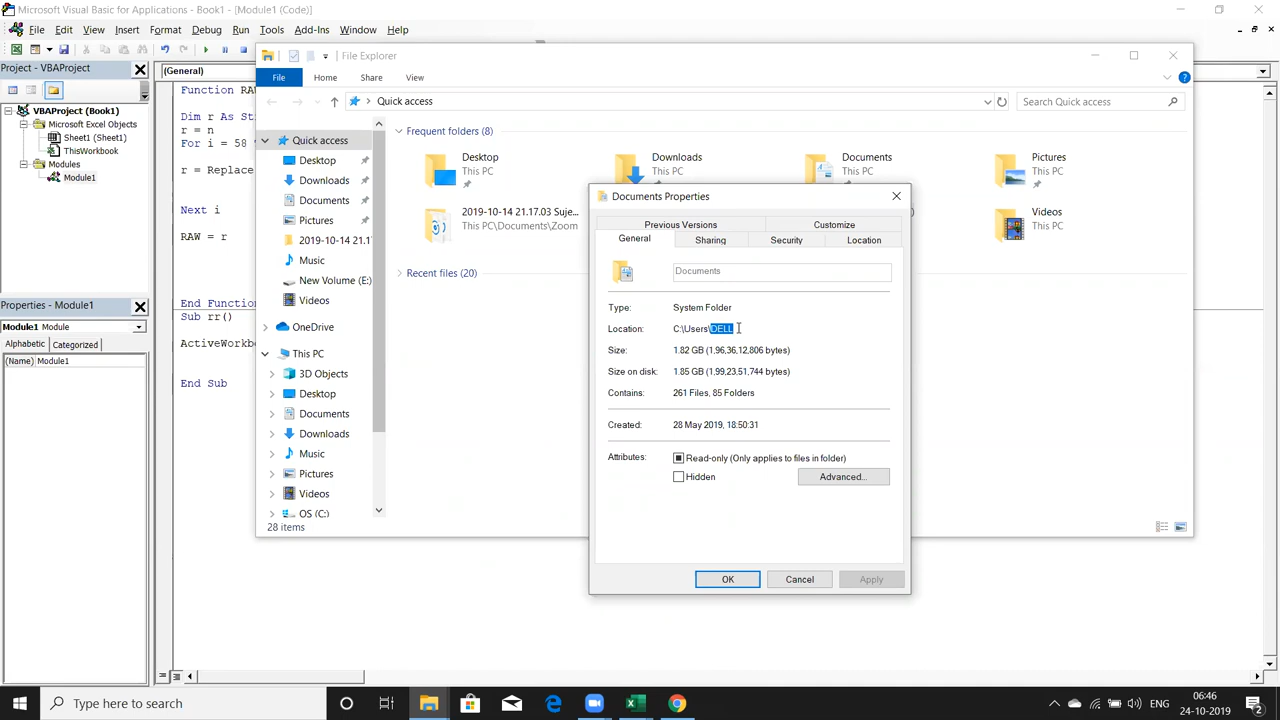 Microsoft Visual Basic for Applications - Book1 - [Module1 (Code)]
File Edit View Insert Format Debug Run Tools Add-Ins Window Help
Project - VBAProject
VBAProject (Book1)
Microsoft Excel Objects
Sheet1 (Sheet1)
ThisWorkbook
Modules
Module1
Properties - Module1
Module1 Module
Alphabetic Categorized
(Name) Module1
(General)
Function RA
Dim r As St
r = n
For i = 58
r = Replace
Next i
RAW = r
End Function
Sub rr()
ActiveWorkb
End Sub
File Explorer
File Home Share View
Quick access
Search Quick access
Quick access
Desktop
Downloads
Documents
Pictures
2019-10-14 21.1
Music
New Volume (E:)
Videos
OneDrive
This PC
3D Objects
Desktop
Documents
Downloads
Music
Pictures
Videos
OS (C:)
28 items
Frequent folders (8)
Desktop
This PC
Downloads
This PC
Documents
This PC
Pictures
This PC
2019-10-14 21.17.03 Suje...
This PC\Documents\Zoom
Videos
This PC
Recent files (20)
Documents Properties
Previous Versions Customize
General Sharing Security Location
Documents
Type: System Folder
Location: C:\Users\DELL
Size: 1.82 GB (1,96,36,12,806 bytes)
Size on disk: 1.85 GB (1,99,23,51,744 bytes)
Contains: 261 Files, 85 Folders
Created: 28 May 2019, 18:50:31
Attributes: Read-only (Only applies to files in folder)
Hidden
Advanced...
OK Cancel Apply
Type here to search
ENG
06:46
24-10-2019
2